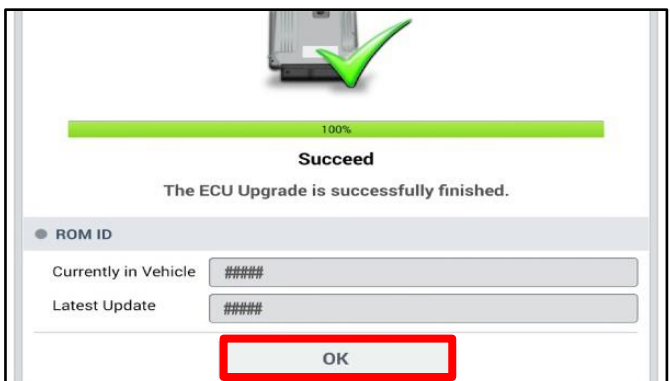 100%
Succeed
The ECU Upgrade is successfully finished.
ROM ID
Currently in Vehicle #####
Latest Update #####
OK